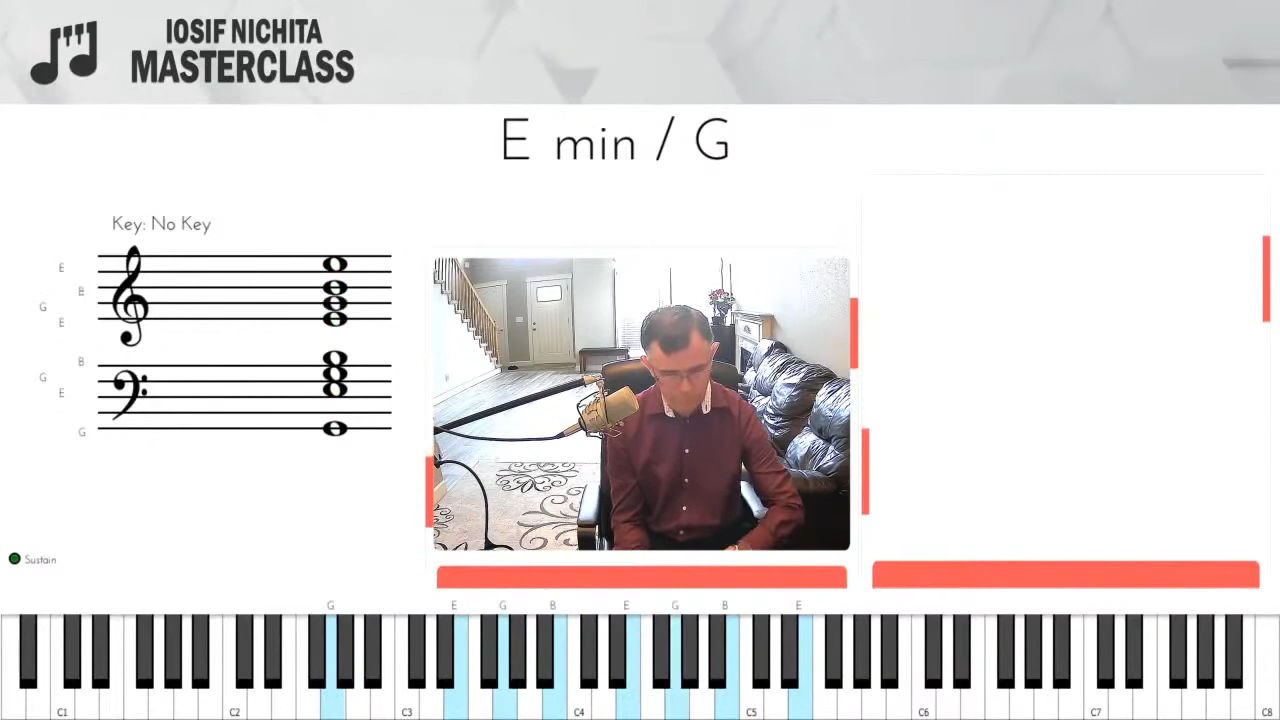 IOSIF NICHITA
MASTERCLASS
E min / G
Key: No Key
E
B
G
E
B
G
E
G
Sustain
G E G B E G B E
C1 C2 C3 C4 C5 C6 C7 C8